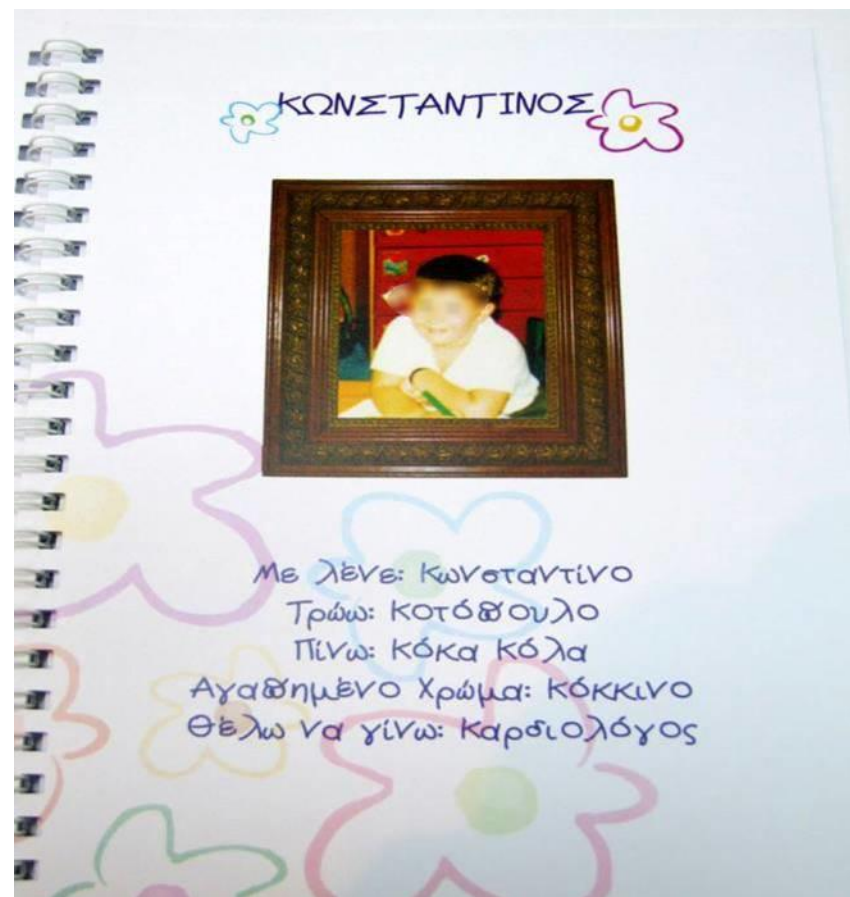 ΚΩΝΣΤΑΝΤΙΝΟΣ
Με λένε: Κωνσταντίνο
Τρώω: Κοτόπουλο
Πίνω: Κόκα Κόλα
Αγαπημένο Χρώμα: Κόκκινο
Θέλω να γίνω: Καρδιολόγος